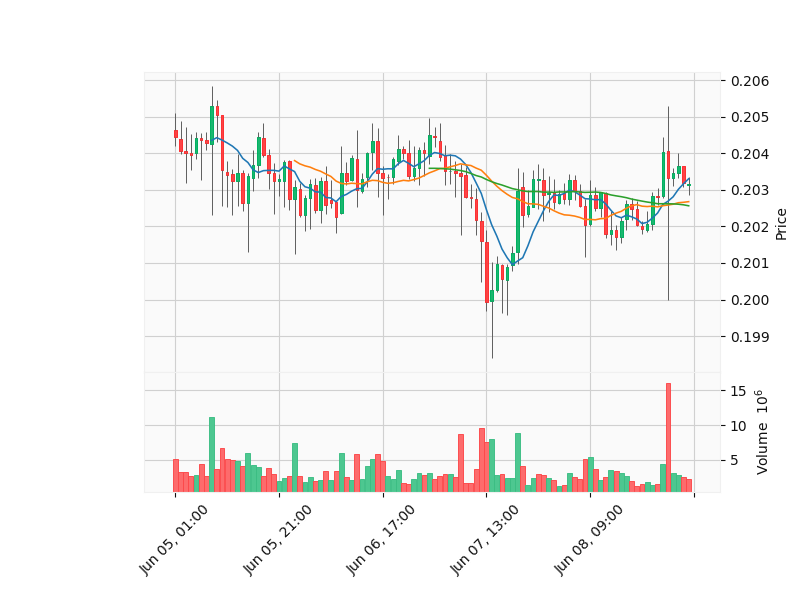 0.206
0.205
0.204
0.203
0.202
0.201
0.200
0.199
Price
15
10
5
Volume 10⁶
Jun 05, 01:00
Jun 05, 21:00
Jun 06, 17:00
Jun 07, 13:00
Jun 08, 09:00